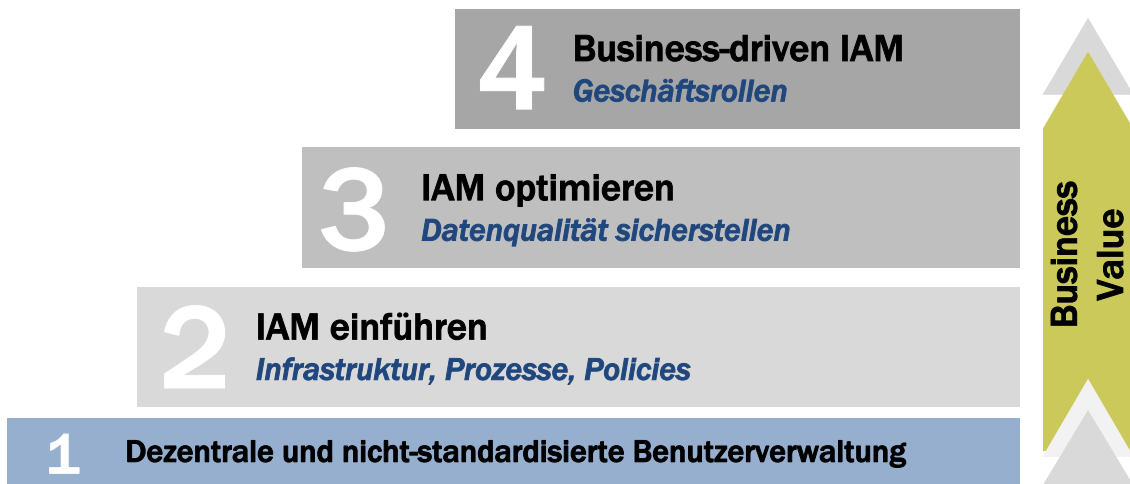 4
Business-driven IAM
Geschäftsrollen
3
IAM optimieren
Datenqualität sicherstellen
2
IAM einführen
Infrastruktur, Prozesse, Policies
1
Dezentrale und nicht-standardisierte Benutzerverwaltung
Business
Value